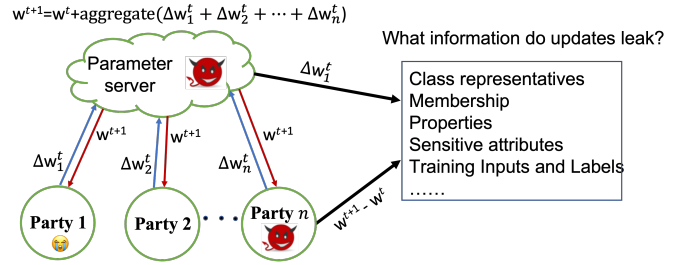 w^{t+1}=w^t+aggregate(Δw_1^t + Δw_2^t + ⋯ + Δw_n^t)
What information do updates leak?
Parameter
server
Δw_1^t
Class representatives
Membership
Properties
Sensitive attributes
Training Inputs and Labels
......
Δw_1^t
w^{t+1}
Δw_2^t
w^{t+1}
Δw_n^t
w^{t+1}
w^{t+1} - w^t
Party 1
Party 2
· · ·
Party n